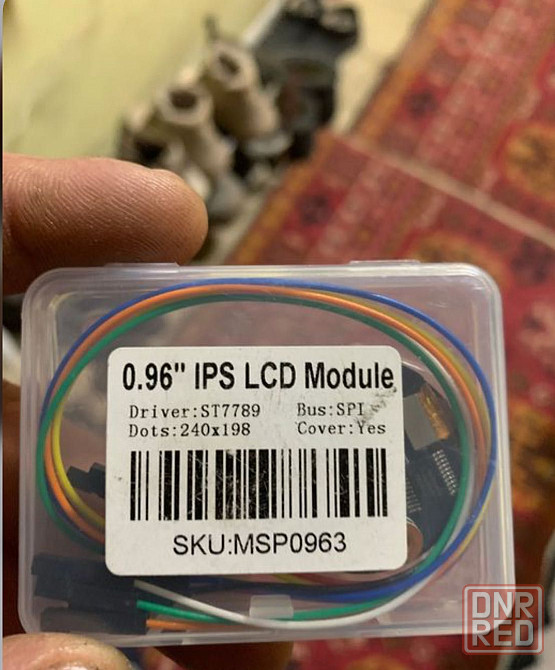 0.96" IPS LCD Module
Driver:ST7789 Bus:SPI
Dots:240x198 Cover:Yes
SKU:MSP0963
DNR
RED